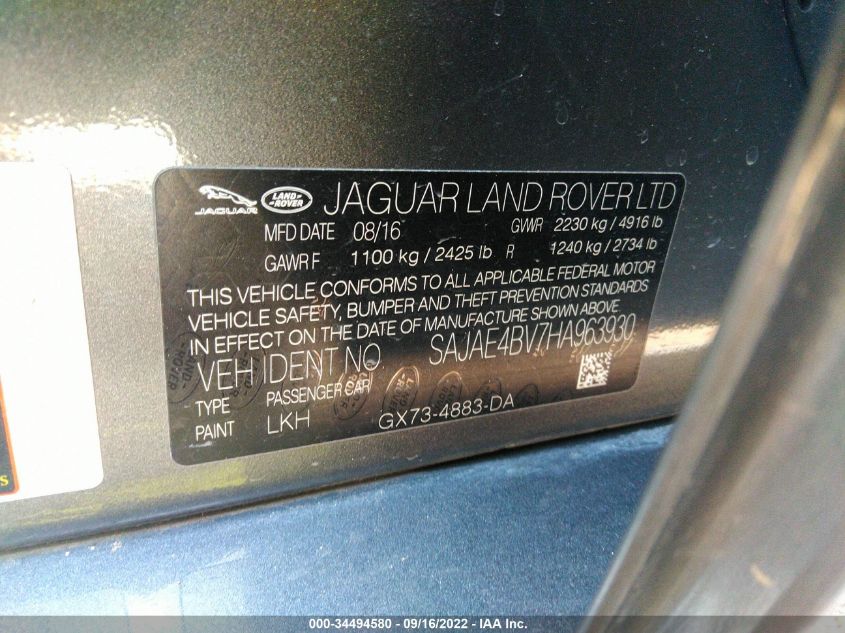 JAGUAR LAND ROVER JAGUAR LAND ROVER LTD
MFD DATE 08/16 GVWR 2230 kg / 4916 lb
GAWR F 1100 kg / 2425 lb R 1240 kg / 2734 lb
THIS VEHICLE CONFORMS TO ALL APPLICABLE FEDERAL MOTOR
VEHICLE SAFETY, BUMPER AND THEFT PREVENTION STANDARDS
IN EFFECT ON THE DATE OF MANUFACTURE SHOWN ABOVE
VEH IDENT NO SAJAE4BV7HA963930
TYPE PASSENGER CAR
PAINT LKH GX73-4883-DA
000-34494580 - 09/16/2022 - IAA Inc.